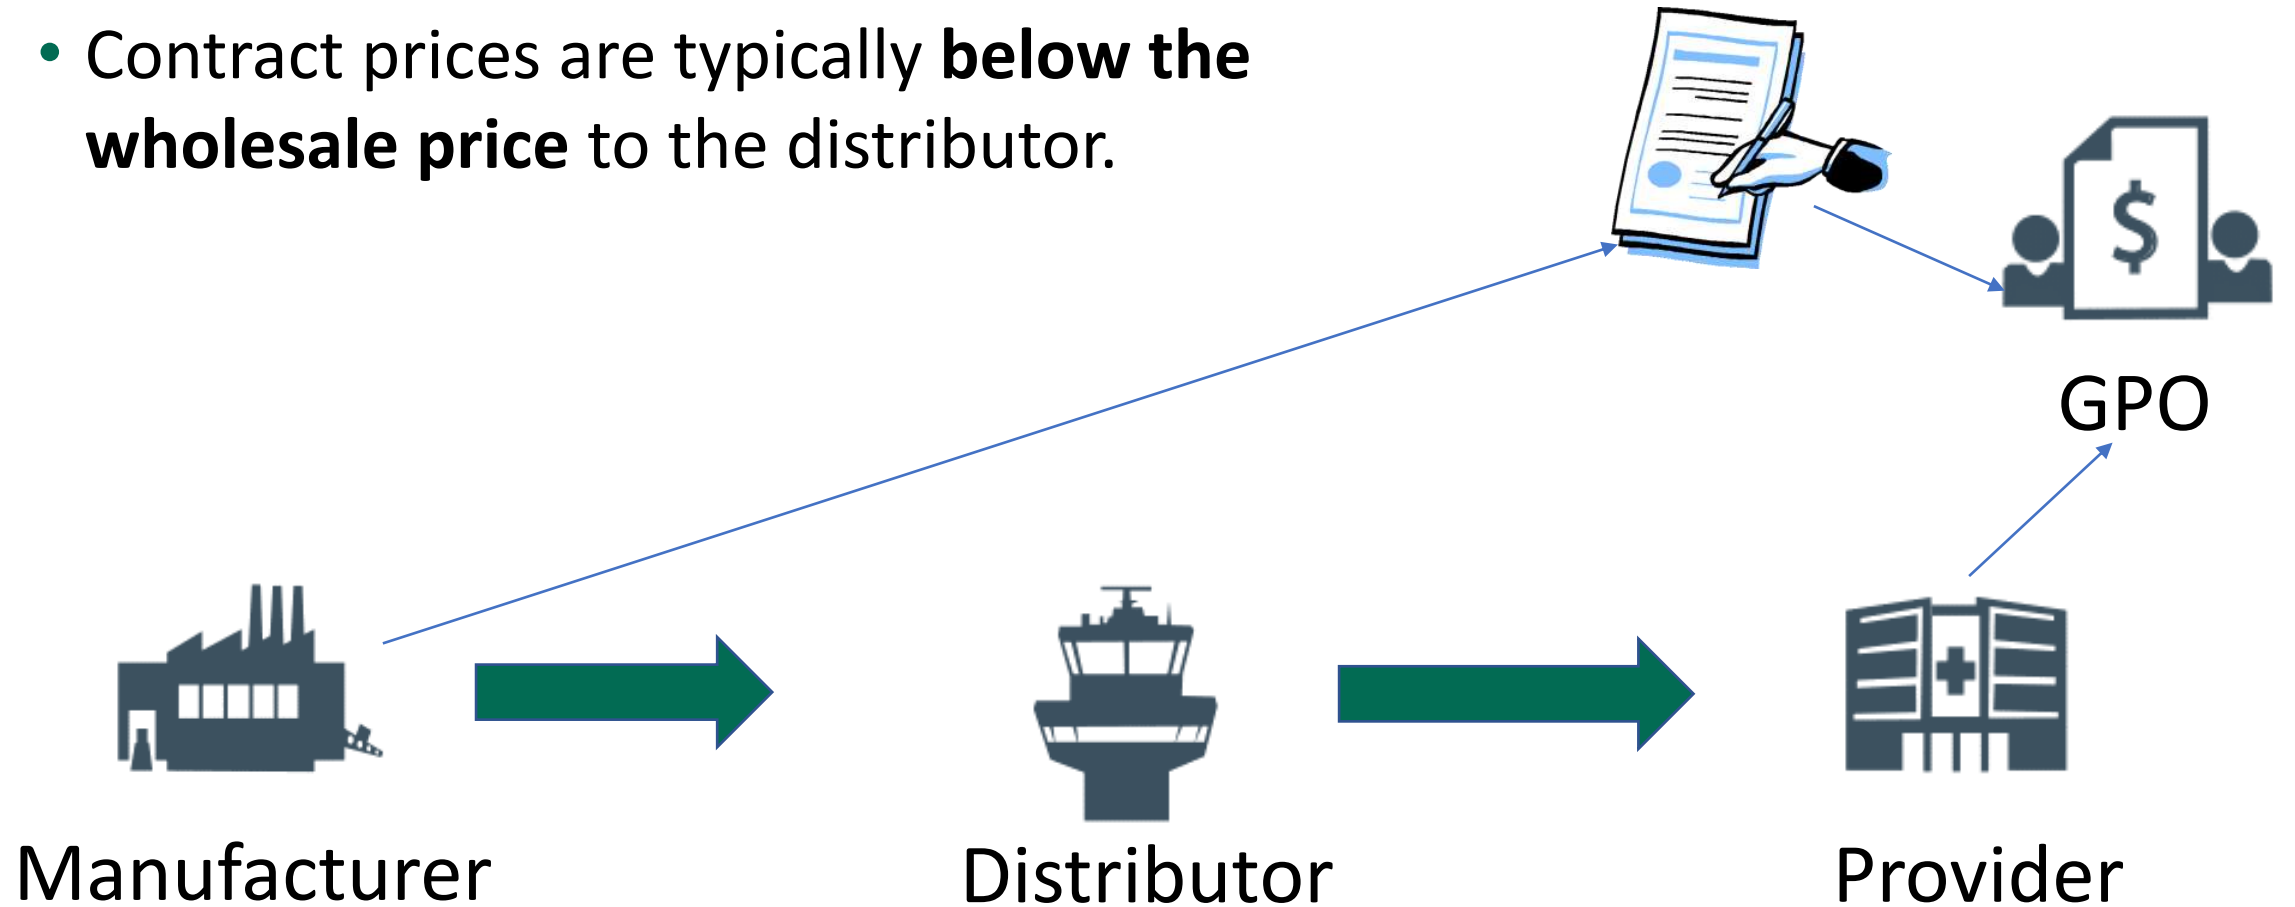 • Contract prices are typically below the
wholesale price to the distributor.
$
GPO
Manufacturer
Distributor
Provider